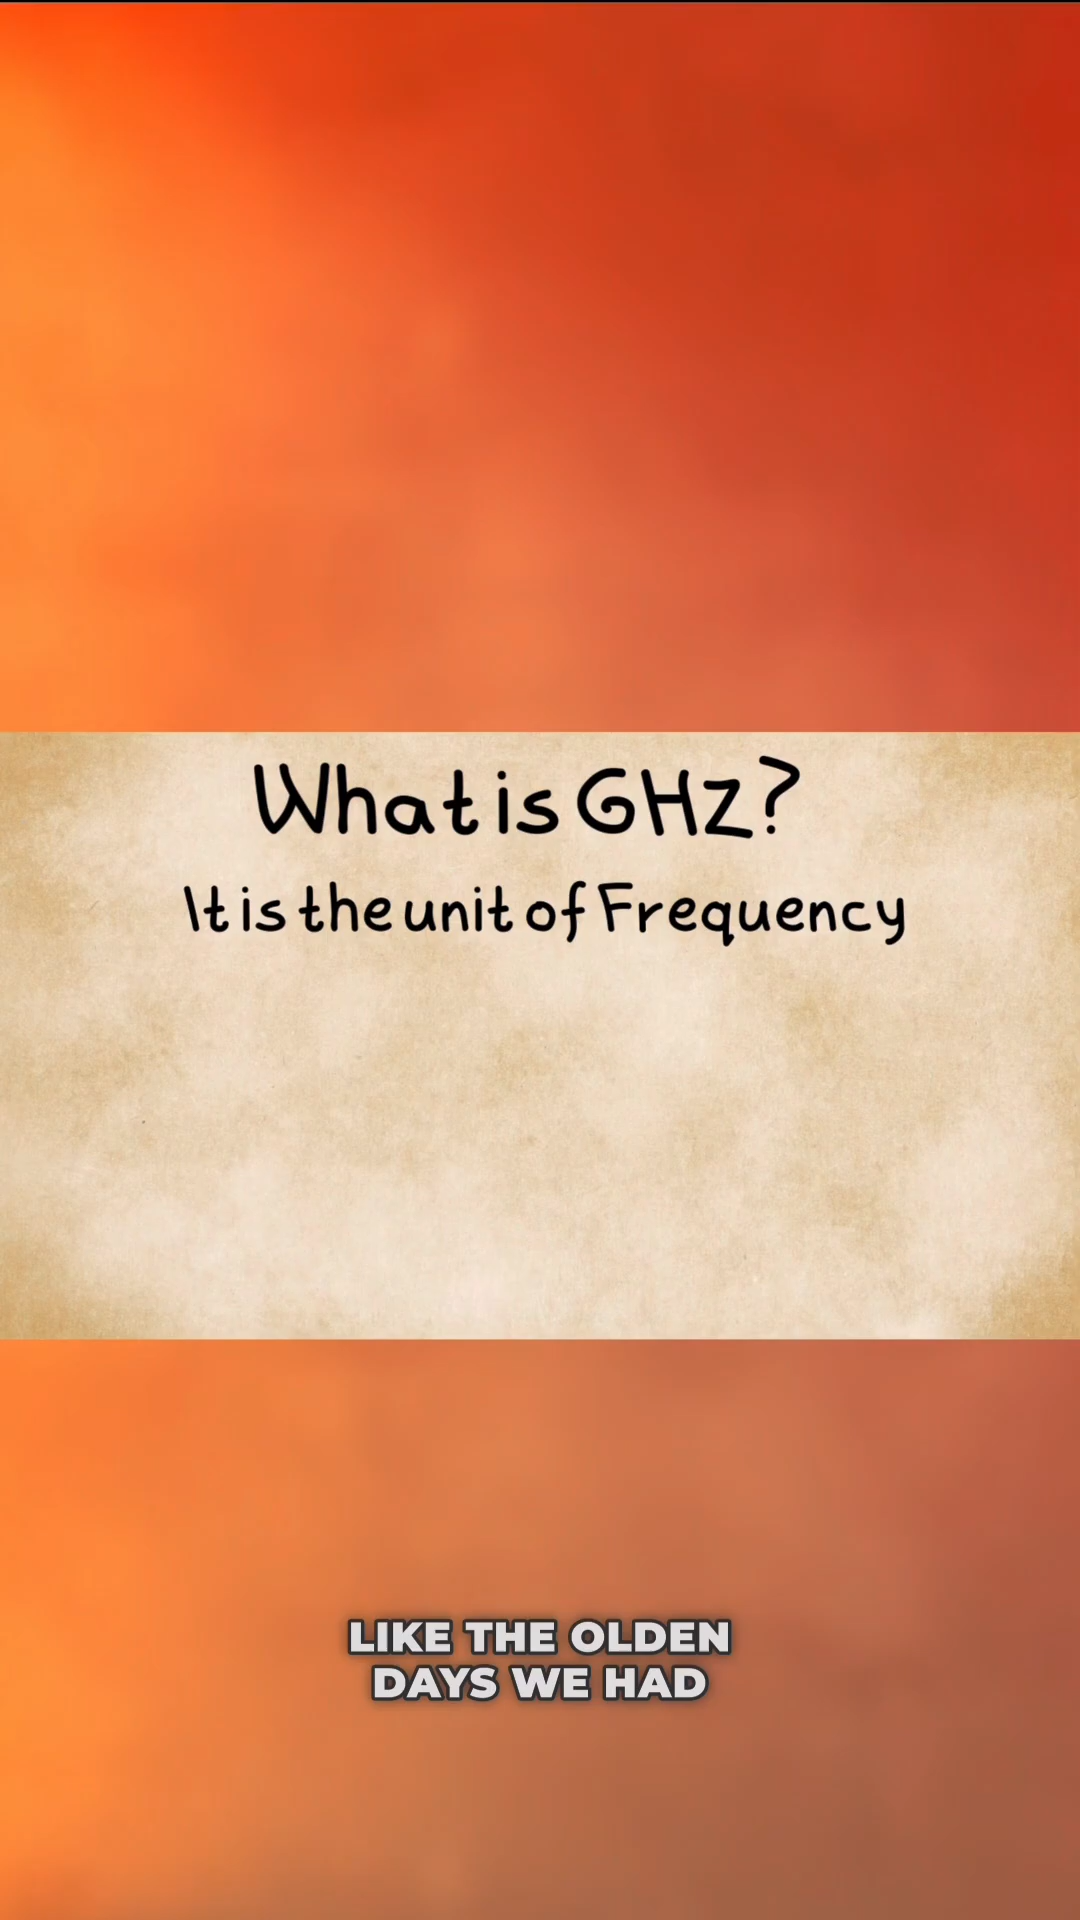 What is GHz?
It is the unit of Frequency
LIKE THE OLDEN
DAYS WE HAD